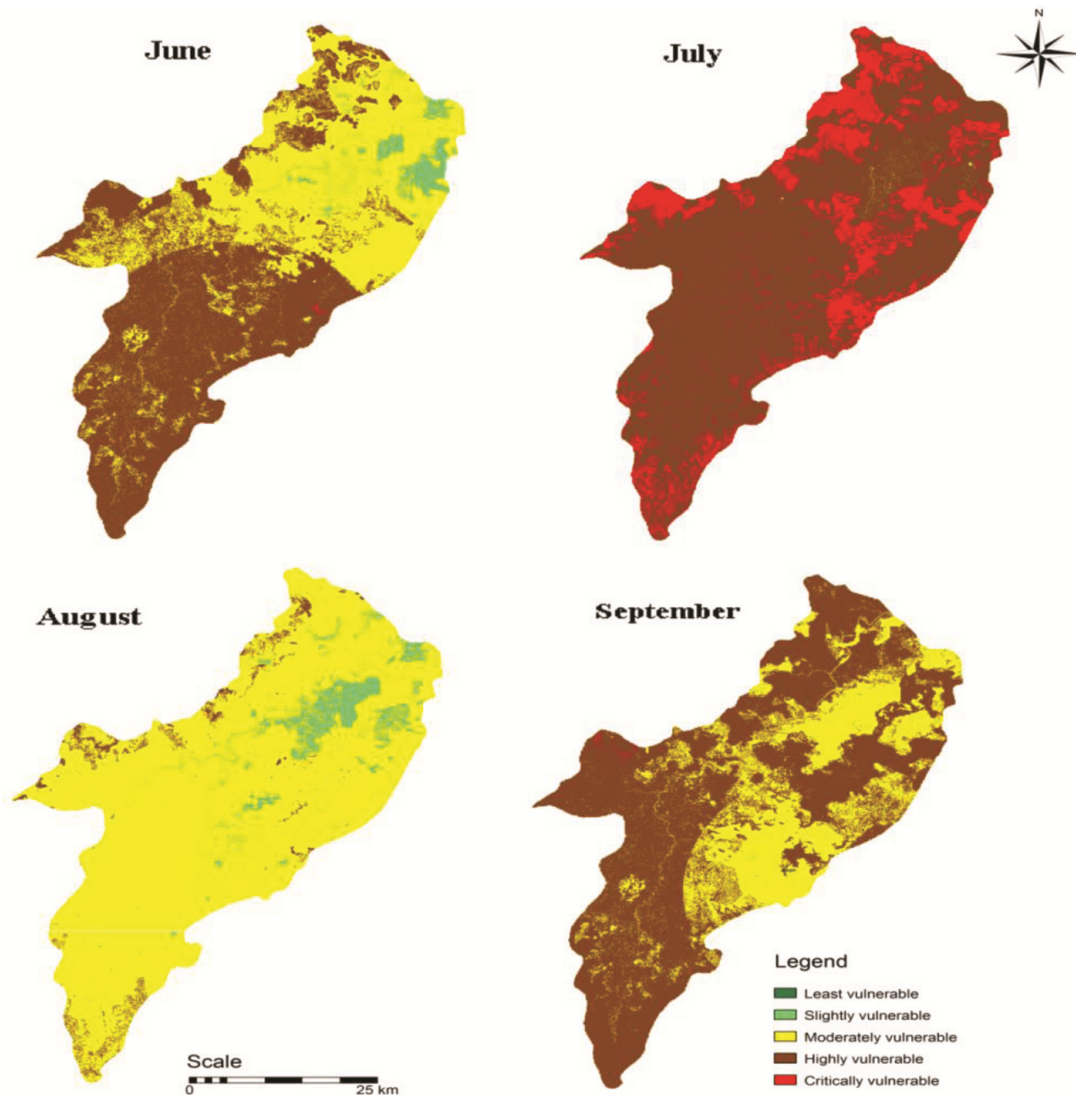 N
June
July
August
September
Legend
Least vulnerable
Slightly vulnerable
Moderately vulnerable
Highly vulnerable
Critically vulnerable
Scale
0 25 km